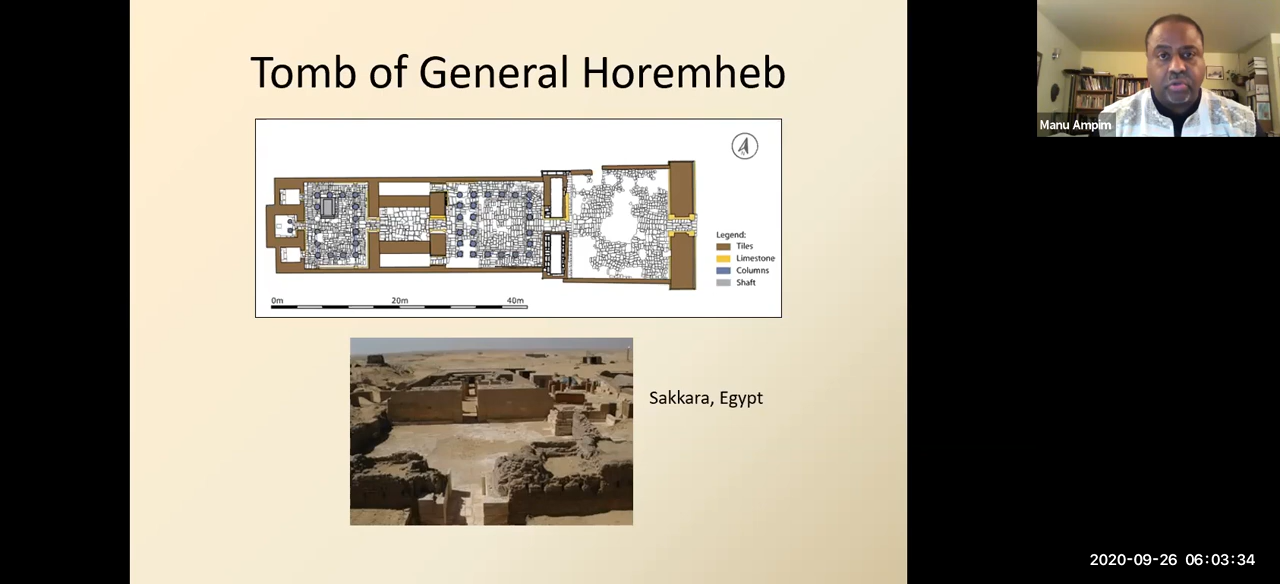 Tomb of General Horemheb
Manu Ampim
Legend:
Tiles
Limestone
Columns
Shaft
0m 20m 40m
Sakkara, Egypt
2020-09-26 06:03:34